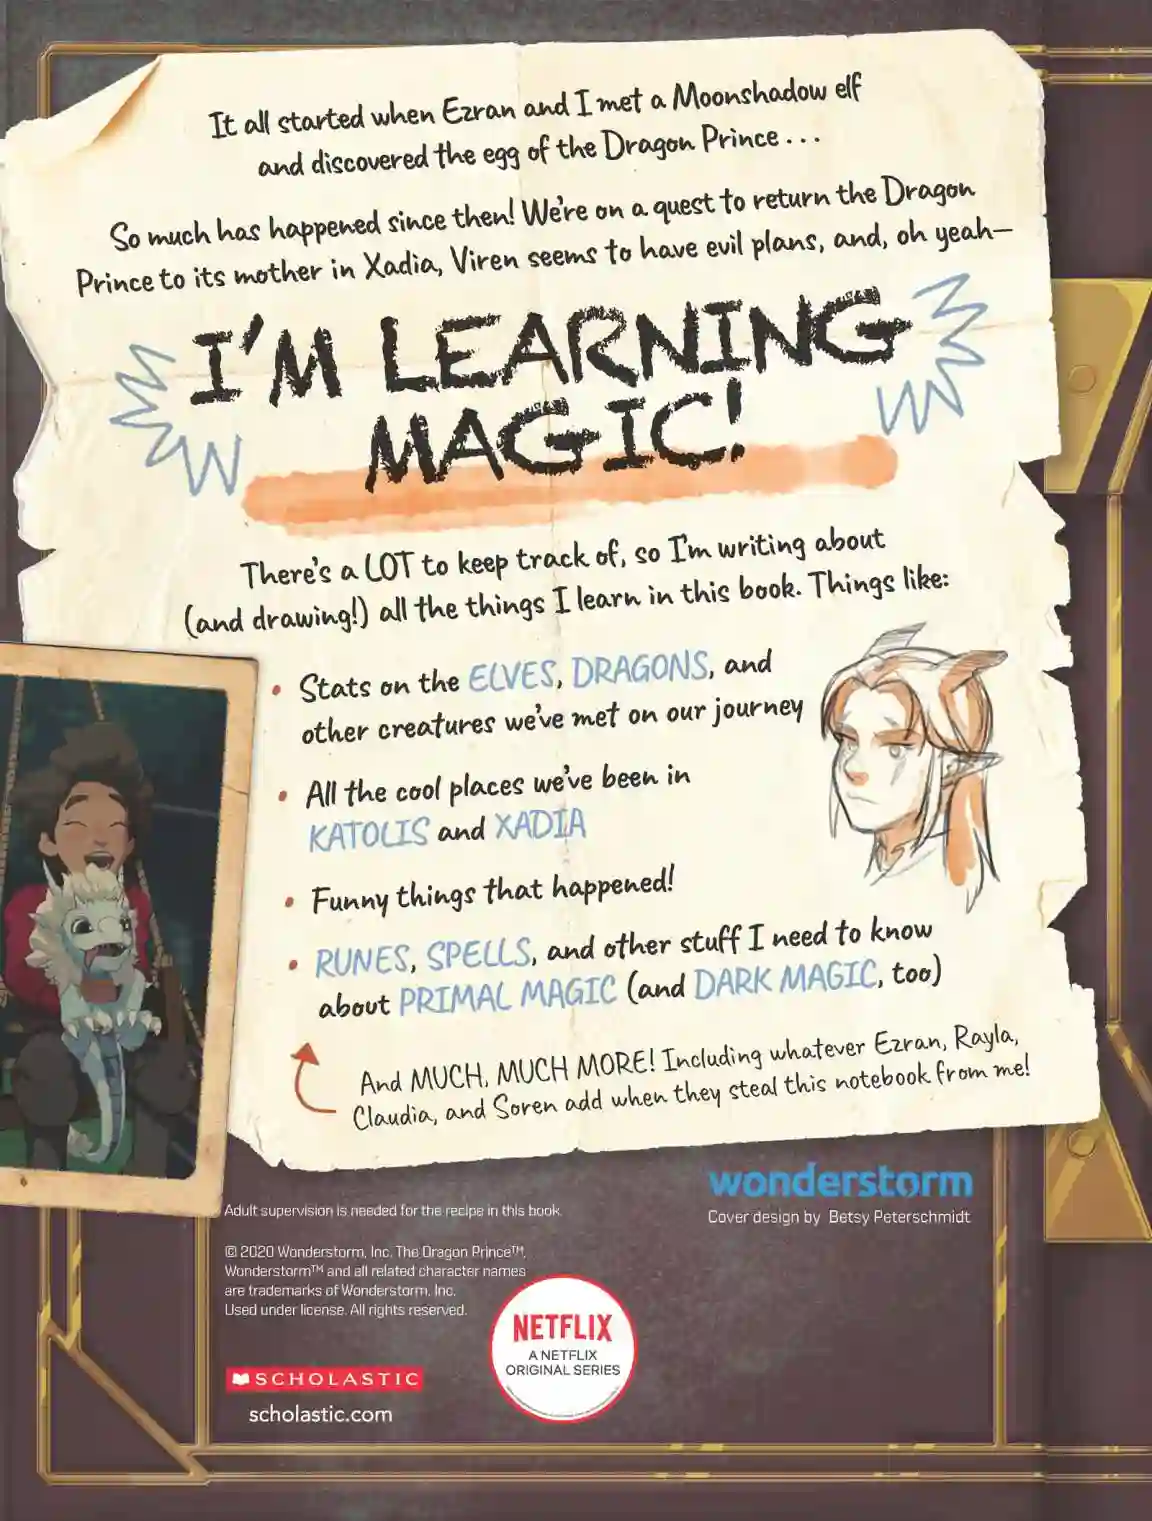 It all started when Ezran and I met a Moonshadow elf
and discovered the egg of the Dragon Prince . . .
So much has happened since then! We're on a quest to return the Dragon
Prince to its mother in Xadia, Viren seems to have evil plans, and, oh yeah—
I'M LEARNING
MAGIC!
There's a LOT to keep track of, so I'm writing about
(and drawing!) all the things I learn in this book. Things like:
• Stats on the ELVES, DRAGONS, and
other creatures we've met on our journey
• All the cool places we've been in
KATOLIS and XADIA
• Funny things that happened!
• RUNES, SPELLS, and other stuff I need to know
about PRIMAL MAGIC (and DARK MAGIC, too)
And MUCH, MUCH MORE! Including whatever Ezran, Rayla,
Claudia, and Soren add when they steal this notebook from me!
wonderstorm
Cover design by Betsy Peterschmidt
Adult supervision is needed for the recipe in this book.
© 2020 Wonderstorm, Inc. The Dragon Prince™,
Wonderstorm™ and all related character names
are trademarks of Wonderstorm, Inc.
Used under license. All rights reserved.
NETFLIX
A NETFLIX
ORIGINAL SERIES
SCHOLASTIC
scholastic.com